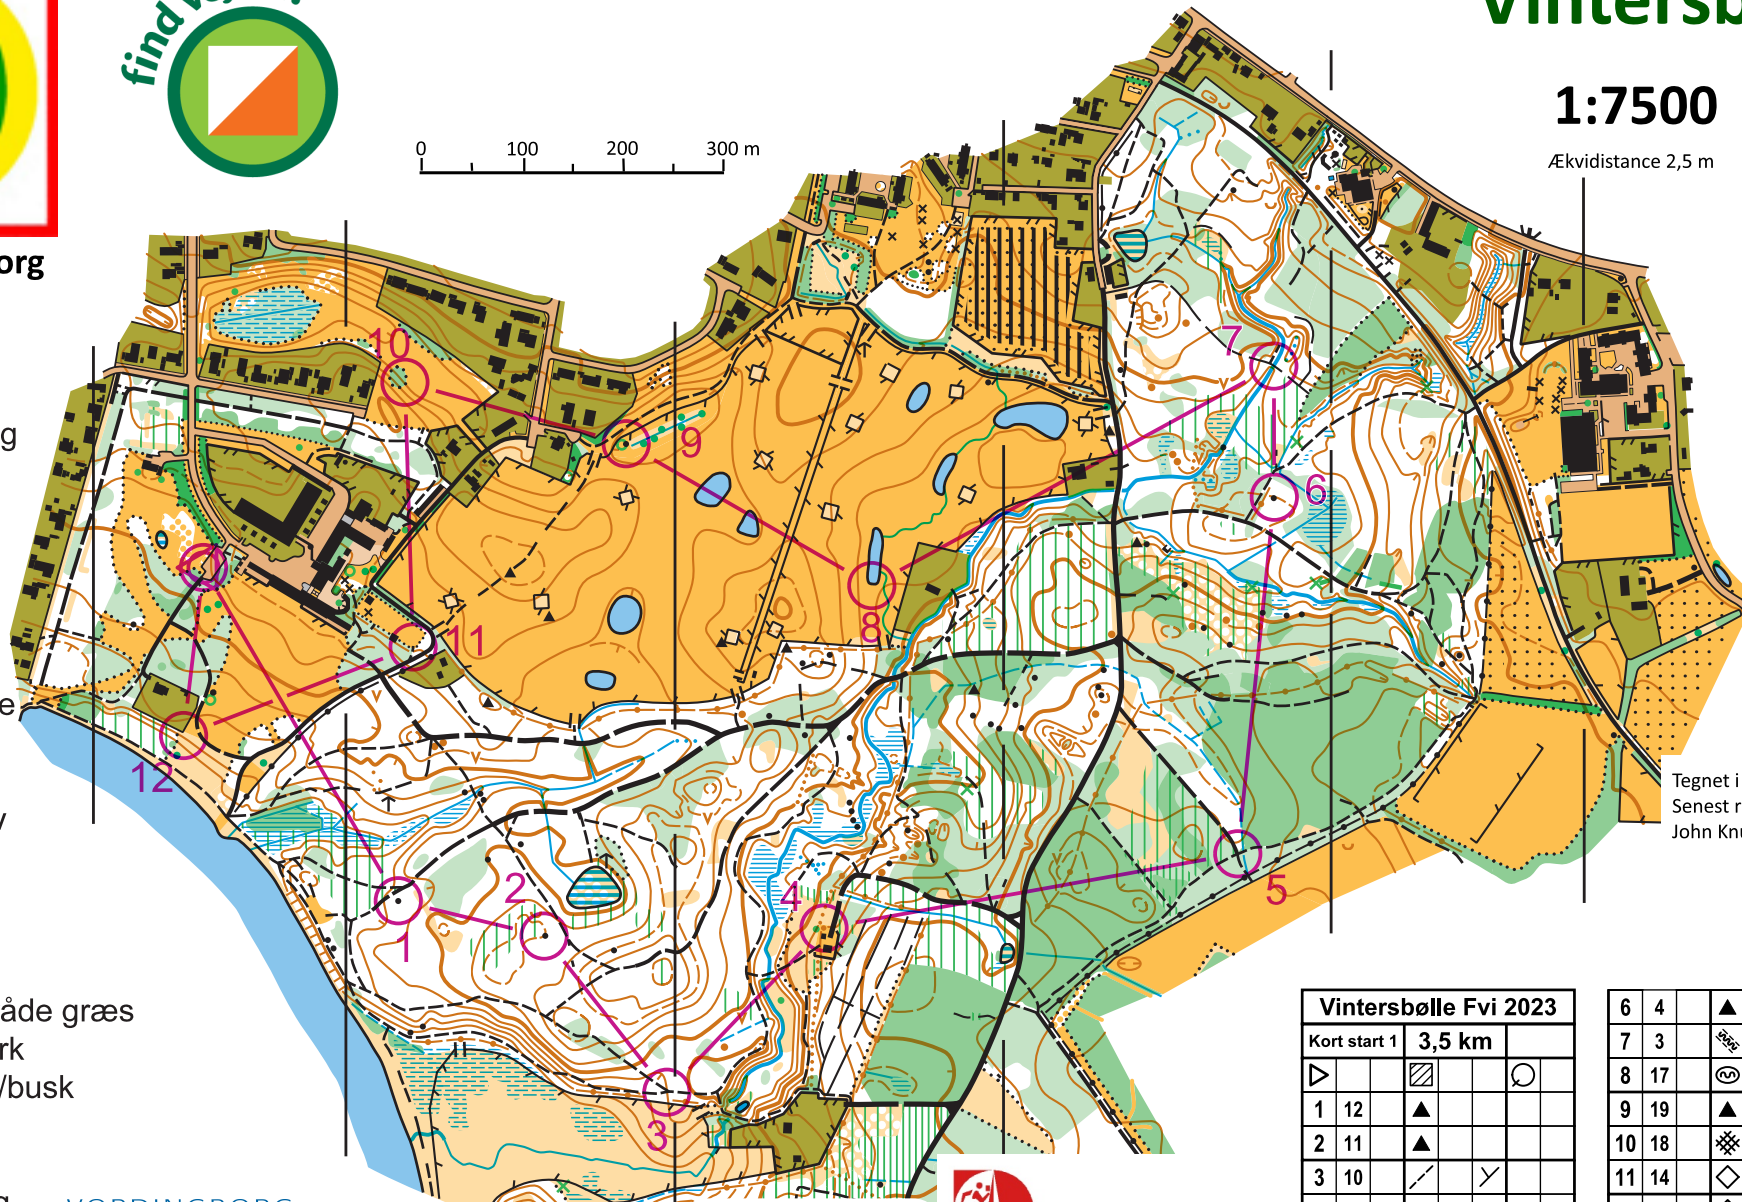 find vej
Vintersb
1:7500
Ækvidistance 2,5 m
0 100 200 300 m
org
g
e
y
åde græs
rk
/busk
g
VORDINGBORG
10
7
9
6
11
8
12
2
4
1
5
3
Tegnet i
Senest r
John Knu
Vintersbølle Fvi 2023
Kort start 1 3,5 km
1 12
2 11
3 10
6 4
7 3
8 17
9 19
10 18
11 14